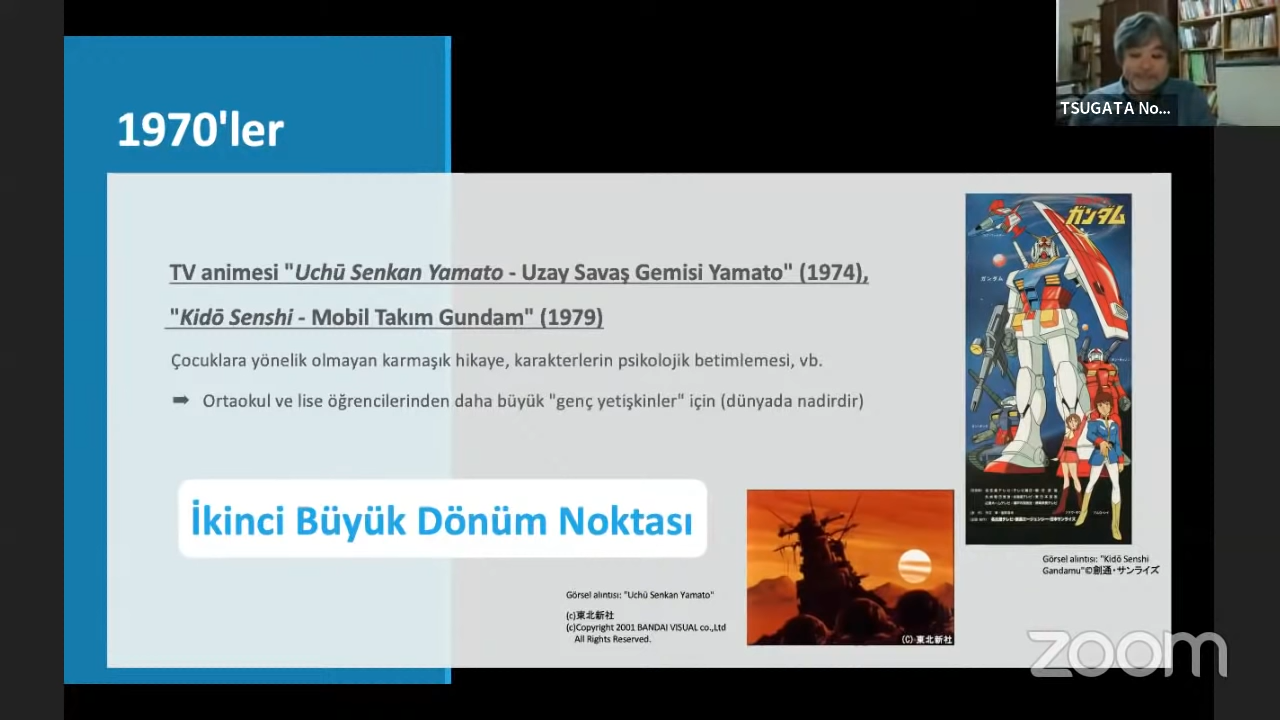 TSUGATA No...
1970'ler
TV animesi "Uchū Senkan Yamato - Uzay Savaş Gemisi Yamato" (1974),
"Kidō Senshi - Mobil Takım Gundam" (1979)
Çocuklara yönelik olmayan karmaşık hikaye, karakterlerin psikolojik betimlemesi, vb.
➡ Ortaokul ve lise öğrencilerinden daha büyük "genç yetişkinler" için (dünyada nadirdir)
İkinci Büyük Dönüm Noktası
ガンダム
ガンダム
Görsel alıntısı: "Kidō Senshi
Gandamu"©創通・サンライズ
Görsel alıntısı: "Uchū Senkan Yamato"
(c)東北新社
(c)Copyright 2001 BANDAI VISUAL co.,Ltd
All Rights Reserved.
(C)東北新社
zoom